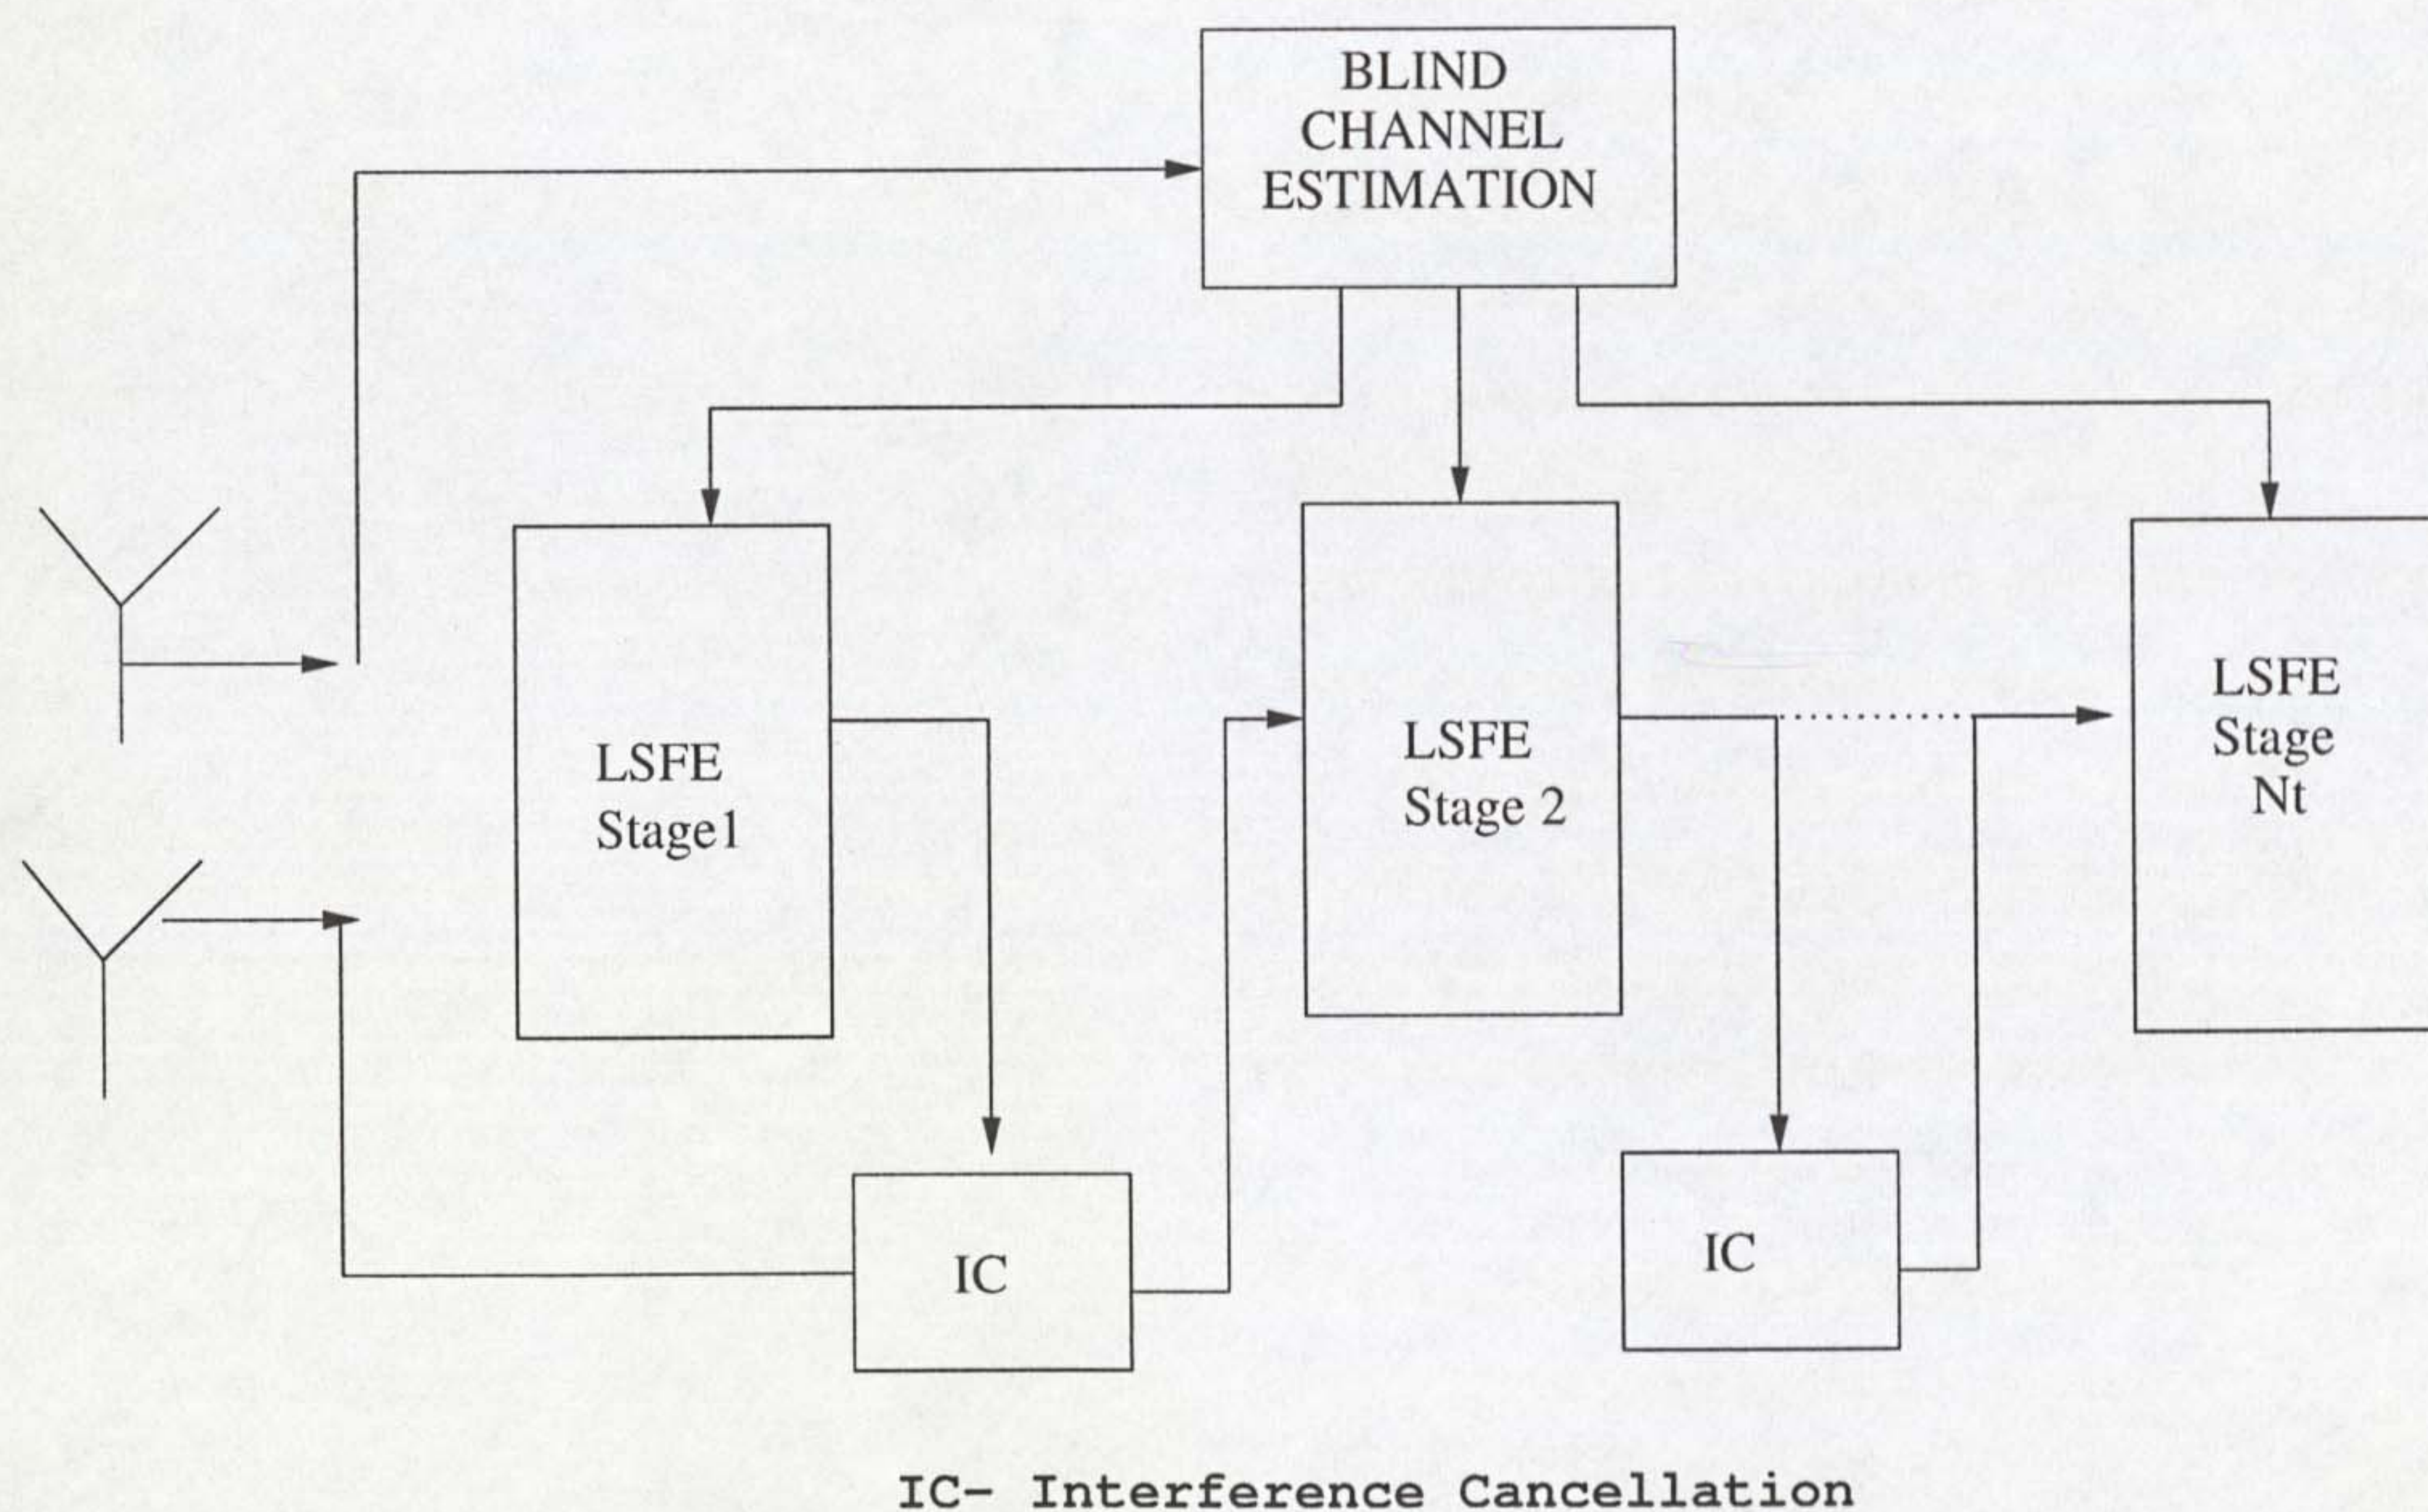 BLIND
CHANNEL
ESTIMATION
LSFE
Stage1
LSFE
Stage 2
LSFE
Stage
Nt
IC
IC
IC- Interference Cancellation